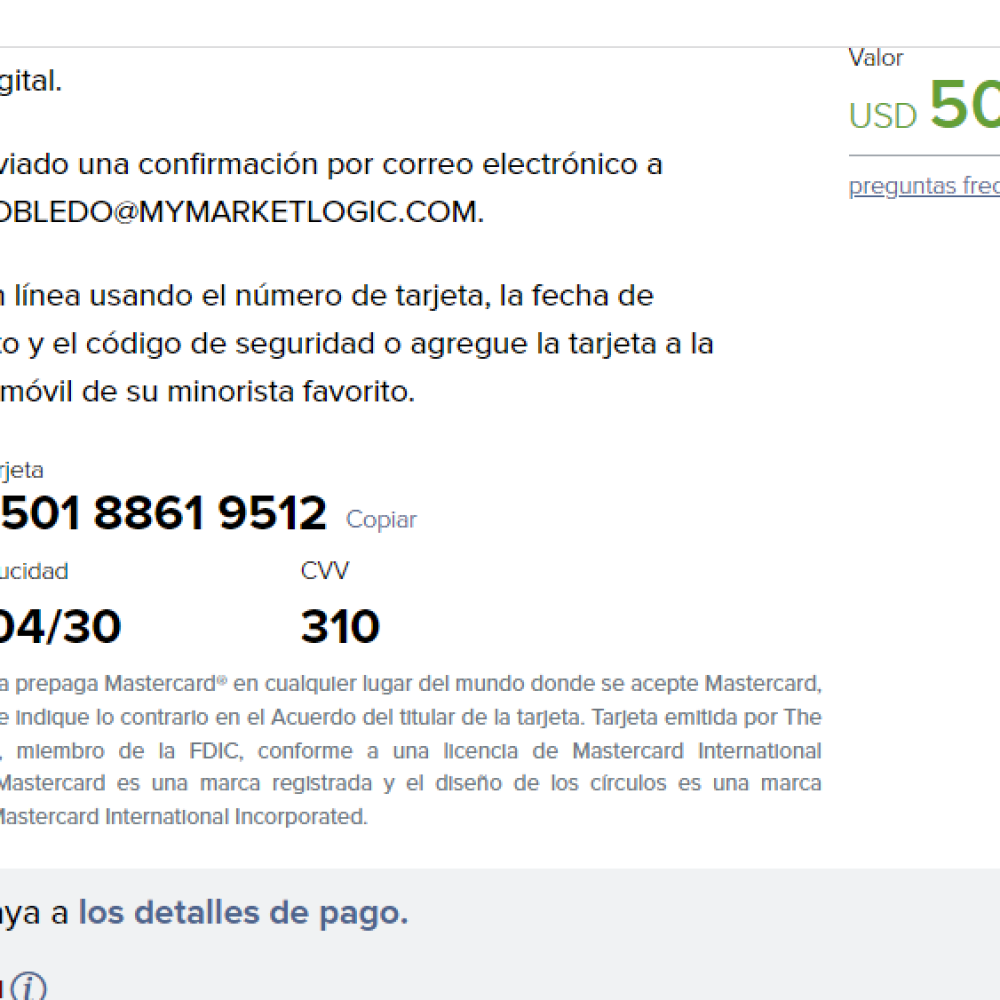 gital.
viado una confirmación por correo electrónico a
OBLEDO@MYMARKETLOGIC.COM.
n línea usando el número de tarjeta, la fecha de
to y el código de seguridad o agregue la tarjeta a la
móvil de su minorista favorito.
rjeta
501 8861 9512 Copiar
ucidad CVV
04/30 310
a prepaga Mastercard® en cualquier lugar del mundo donde se acepte Mastercard,
e indique lo contrario en el Acuerdo del titular de la tarjeta. Tarjeta emitida por The
, miembro de la FDIC, conforme a una licencia de Mastercard International
Mastercard es una marca registrada y el diseño de los círculos es una marca
Mastercard International Incorporated.
aya a los detalles de pago.
Valor
USD 50
preguntas frec